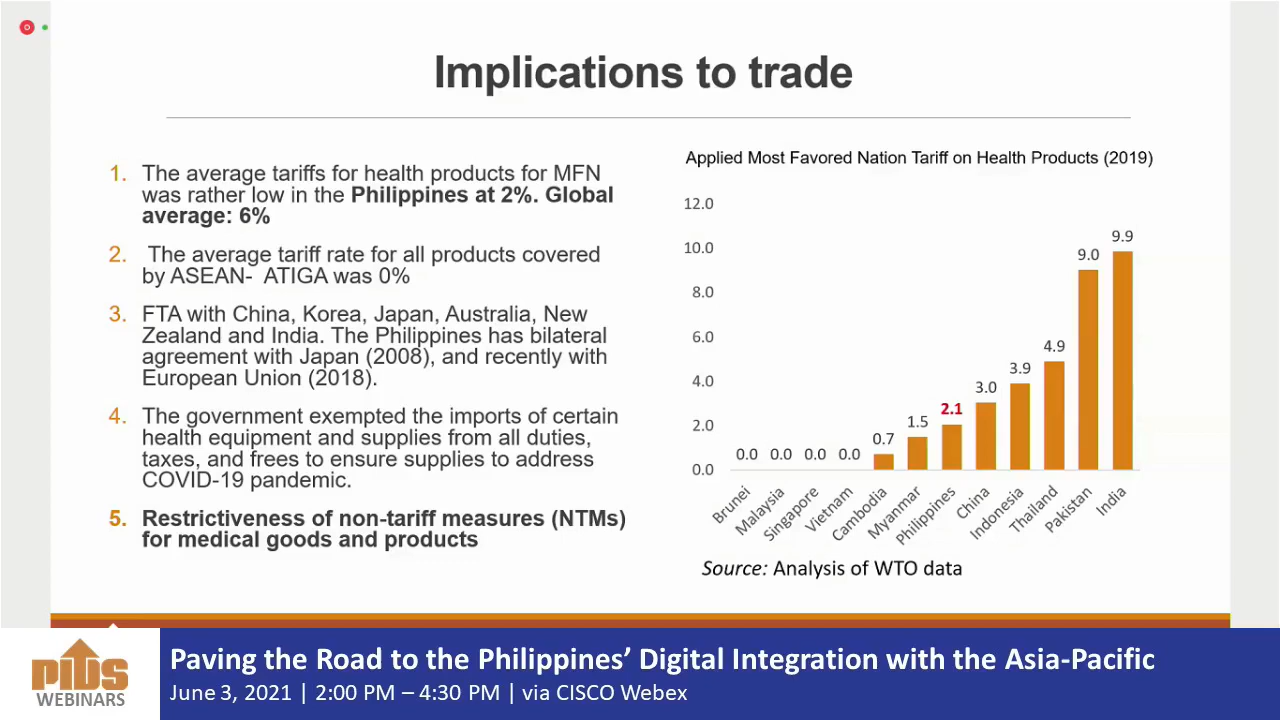 Implications to trade
1. The average tariffs for health products for MFN
was rather low in the Philippines at 2%. Global
average: 6%
2. The average tariff rate for all products covered
by ASEAN- ATIGA was 0%
3. FTA with China, Korea, Japan, Australia, New
Zealand and India. The Philippines has bilateral
agreement with Japan (2008), and recently with
European Union (2018).
4. The government exempted the imports of certain
health equipment and supplies from all duties,
taxes, and frees to ensure supplies to address
COVID-19 pandemic.
5. Restrictiveness of non-tariff measures (NTMs)
for medical goods and products
Applied Most Favored Nation Tariff on Health Products (2019)
12.0
10.0
8.0
6.0
4.0
2.0
0.0
0.0 0.0 0.0 0.0 0.7 1.5 2.1 3.0 3.9 4.9 9.0 9.9
Brunei
Malaysia
Singapore
Vietnam
Cambodia
Myanmar
Philippines
China
Indonesia
Thailand
Pakistan
India
Source: Analysis of WTO data
PIDS
WEBINARS
Paving the Road to the Philippines’ Digital Integration with the Asia-Pacific
June 3, 2021 | 2:00 PM – 4:30 PM | via CISCO Webex